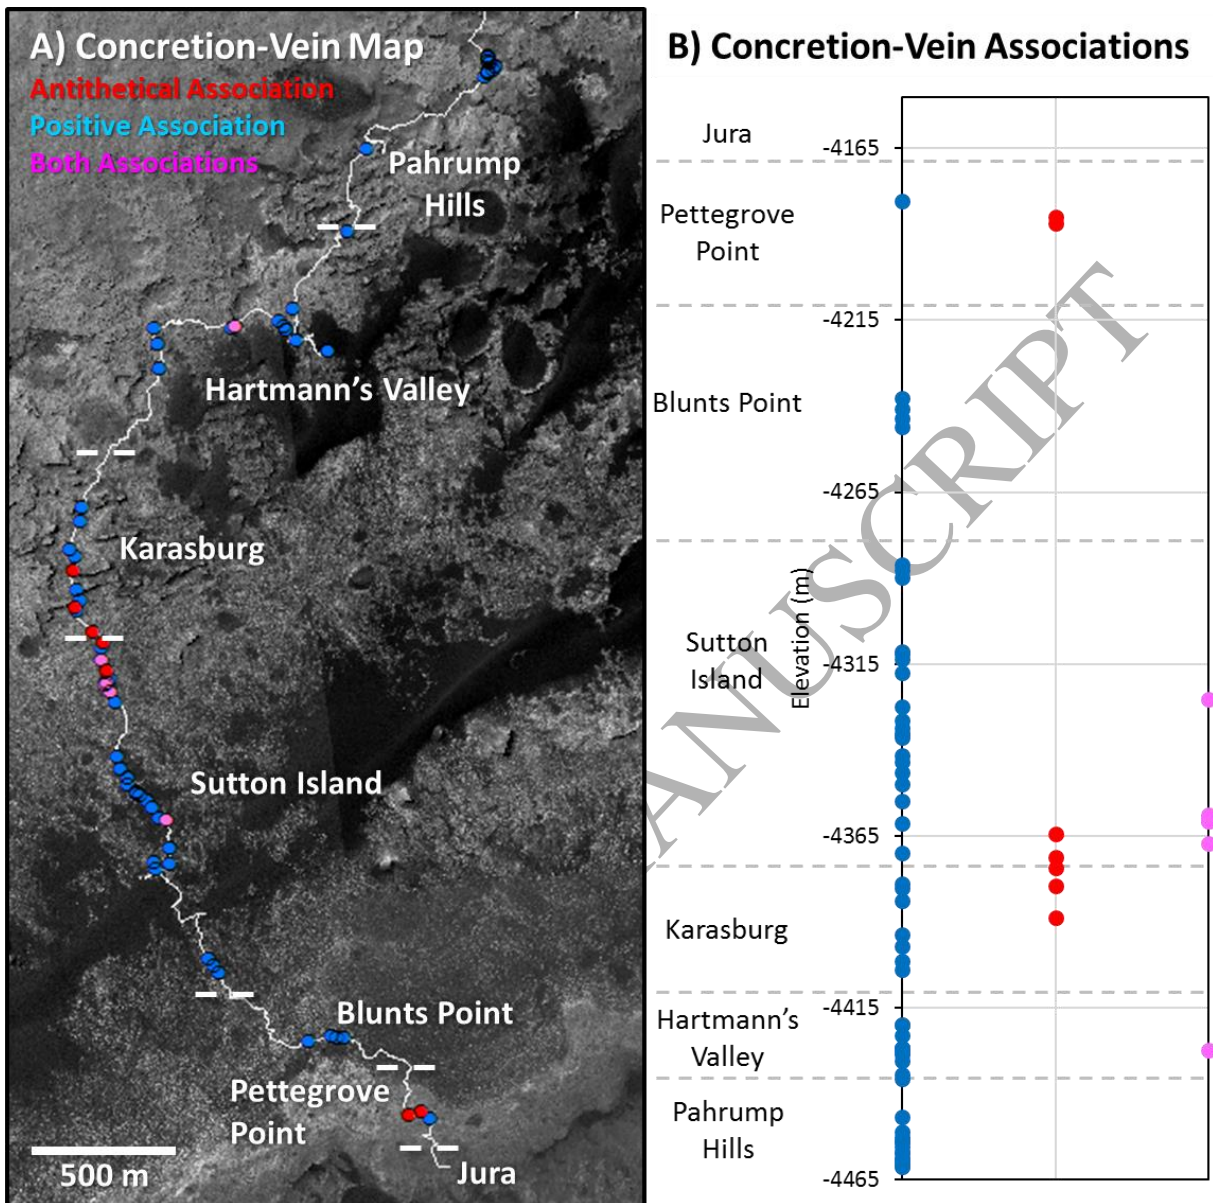 A) Concretion-Vein Map
Antithetical Association
Positive Association
Both Associations
Pahrump
Hills
Hartmann's Valley
Karasburg
Sutton Island
Blunts Point
Pettegrove
Point
Jura
500 m
B) Concretion-Vein Associations
Jura
-4165
Pettegrove
Point
-4215
Blunts Point
-4265
Sutton
Island
Elevation (m)
-4315
-4365
Karasburg
-4415
Hartmann's
Valley
Pahrump
Hills
-4465
ANUSCRIPT